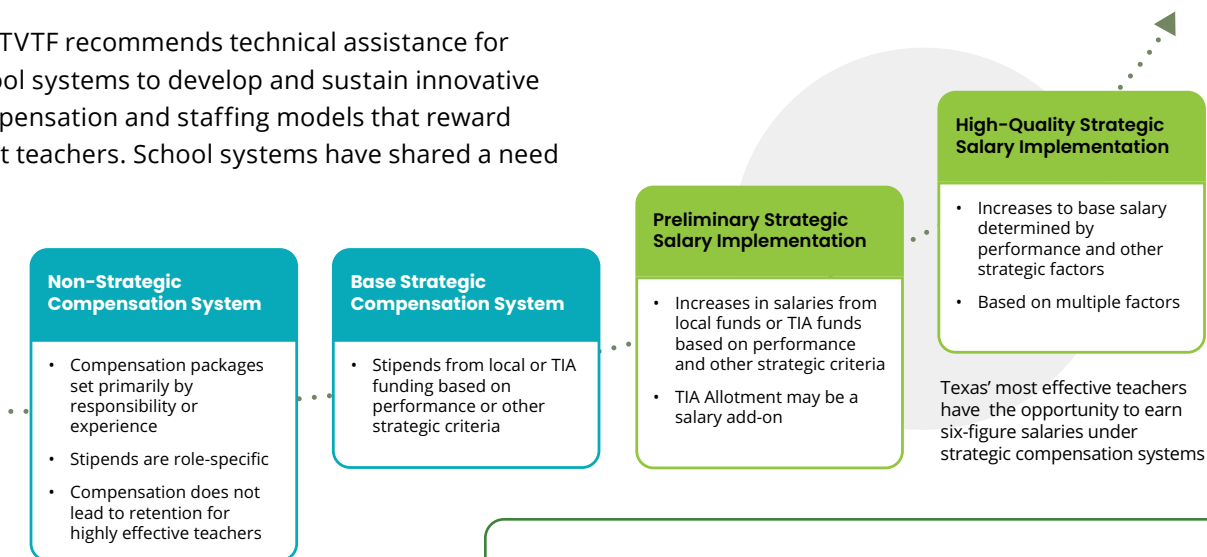 TVTF recommends technical assistance for
ool systems to develop and sustain innovative
pensation and staffing models that reward
t teachers. School systems have shared a need
Non-Strategic
Compensation System
• Compensation packages
set primarily by
responsibility or
experience
• Stipends are role-specific
• Compensation does not
lead to retention for
highly effective teachers
Base Strategic
Compensation System
• Stipends from local or TIA
funding based on
performance or other
strategic criteria
Preliminary Strategic
Salary Implementation
• Increases in salaries from
local funds or TIA funds
based on performance
and other strategic criteria
• TIA Allotment may be a
salary add-on
High-Quality Strategic
Salary Implementation
• Increases to base salary
determined by
performance and other
strategic factors
• Based on multiple factors
Texas’ most effective teachers
have the opportunity to earn
six-figure salaries under
strategic compensation systems